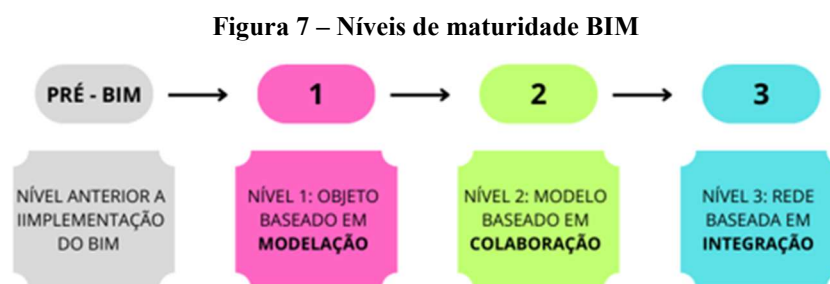 Figura 7 – Níveis de maturidade BIM
PRÉ - BIM
1
2
3
NÍVEL ANTERIOR A
IIMPLEMENTAÇÃO
DO BIM
NÍVEL 1: OBJETO
BASEADO EM
MODELAÇÃO
NÍVEL 2: MODELO
BASEADO EM
COLABORAÇÃO
NÍVEL 3: REDE
BASEADA EM
INTEGRAÇÃO